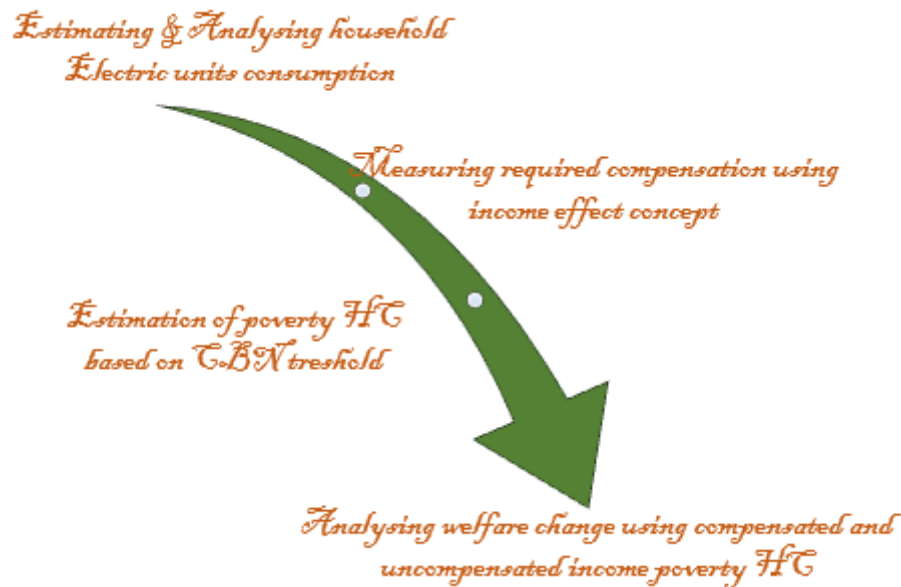 Estimating & Analysing household
Electric units consumption
Measuring required compensation using
income effect concept
Estimation of poverty HC
based on CBN treshold
Analysing welfare change using compensated and
uncompensated income poverty HC